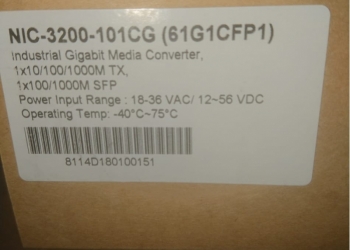 NIC-3200-101CG (61G1CFP1)
Industrial Gigabit Media Converter,
1x10/100/1000M TX,
1x100/1000M SFP
Power Input Range : 18-36 VAC/ 12~56 VDC
Operating Temp: -40°C~75°C
8114D180100151